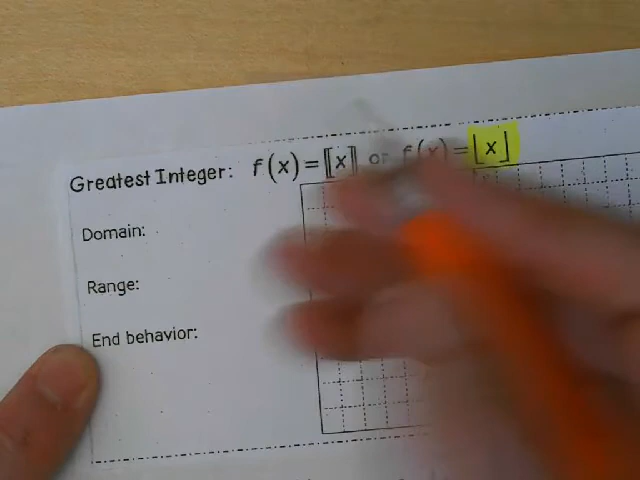 Greatest Integer: f(x)=⟦x⟧ or f(x)=⌊x⌋
Domain:
Range:
End behavior: